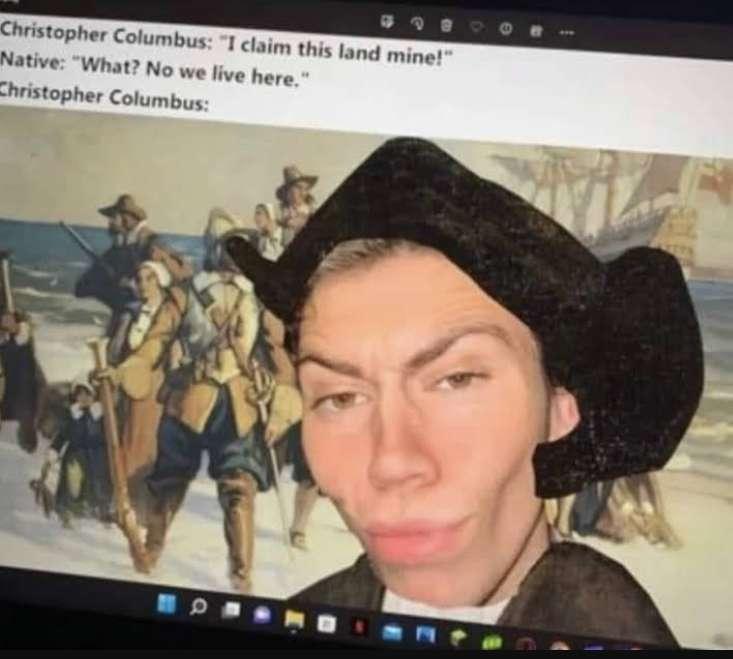 Christopher Columbus: "I claim this land mine!"
Native: "What? No we live here."
Christopher Columbus: